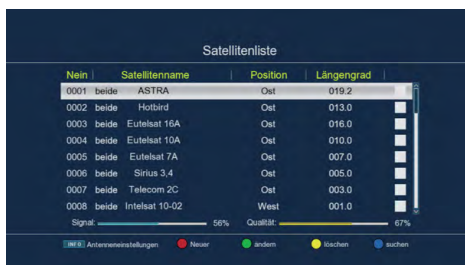 Satellitenliste
Nein | Satellitenname | Position | Längengrad |
0001 beide ASTRA Ost 019.2
0002 beide Hotbird Ost 013.0
0003 beide Eutelsat 16A Ost 016.0
0004 beide Eutelsat 10A Ost 010.0
0005 beide Eutelsat 7A Ost 007.0
0006 beide Sirius 3,4 Ost 005.0
0007 beide Telecom 2C Ost 003.0
0008 beide Intelsat 10-02 West 001.0
Signal: 56% Qualität: 67%
INFO Antenneneinstellungen Neuer ändern löschen suchen